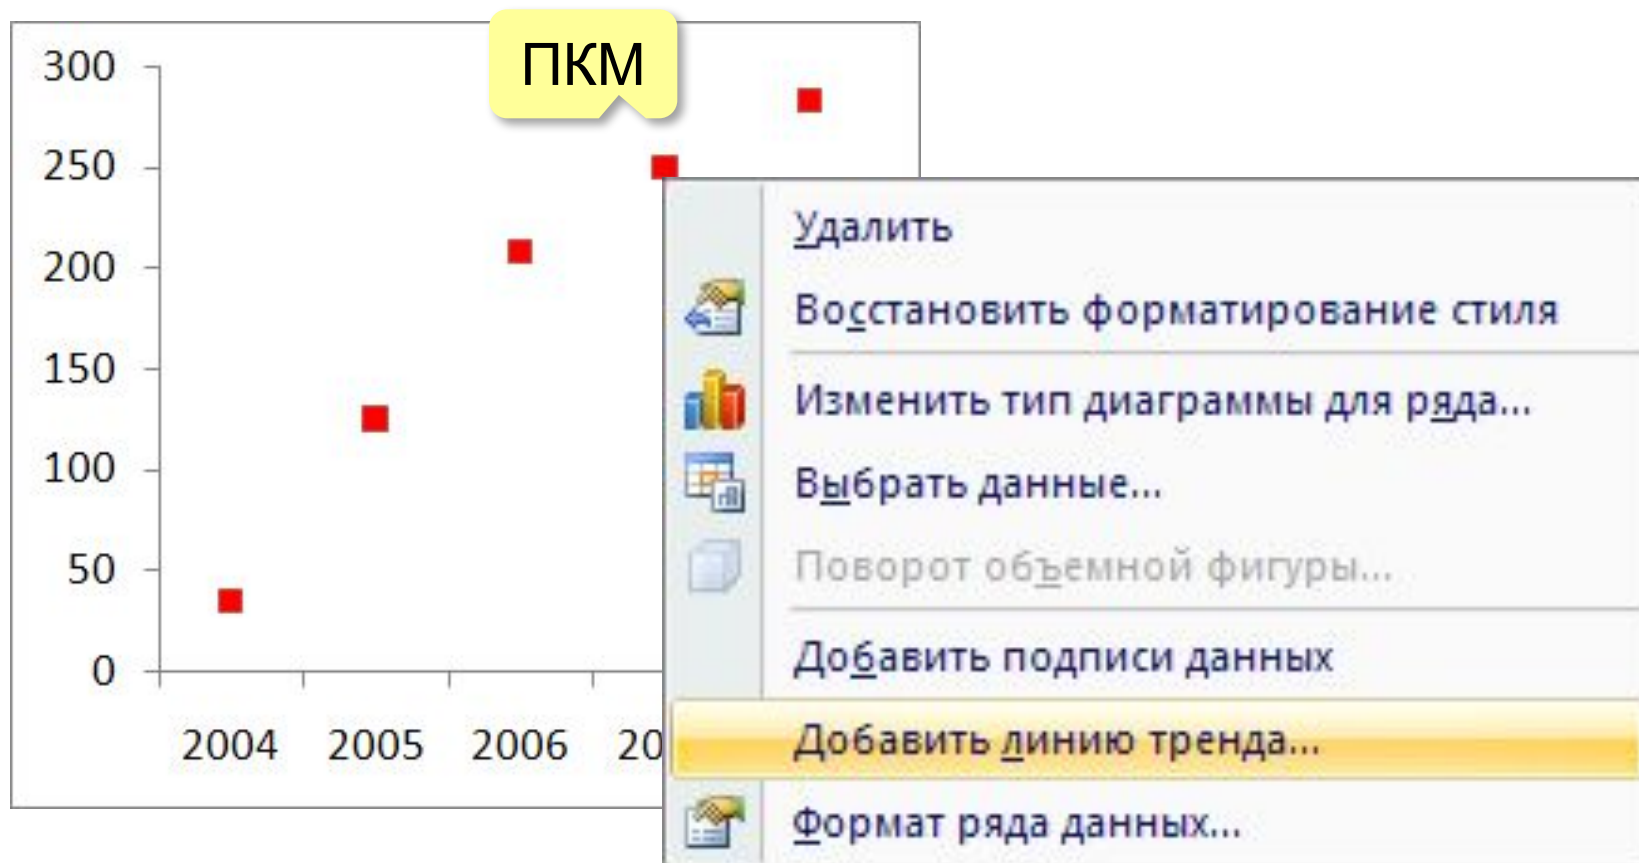 ПКМ
300
250
200
150
100
50
0
2004 2005 2006 20
Удалить
Восстановить форматирование стиля
Изменить тип диаграммы для ряда...
Выбрать данные...
Поворот объемной фигуры...
Добавить подписи данных
Добавить линию тренда...
Формат ряда данных...